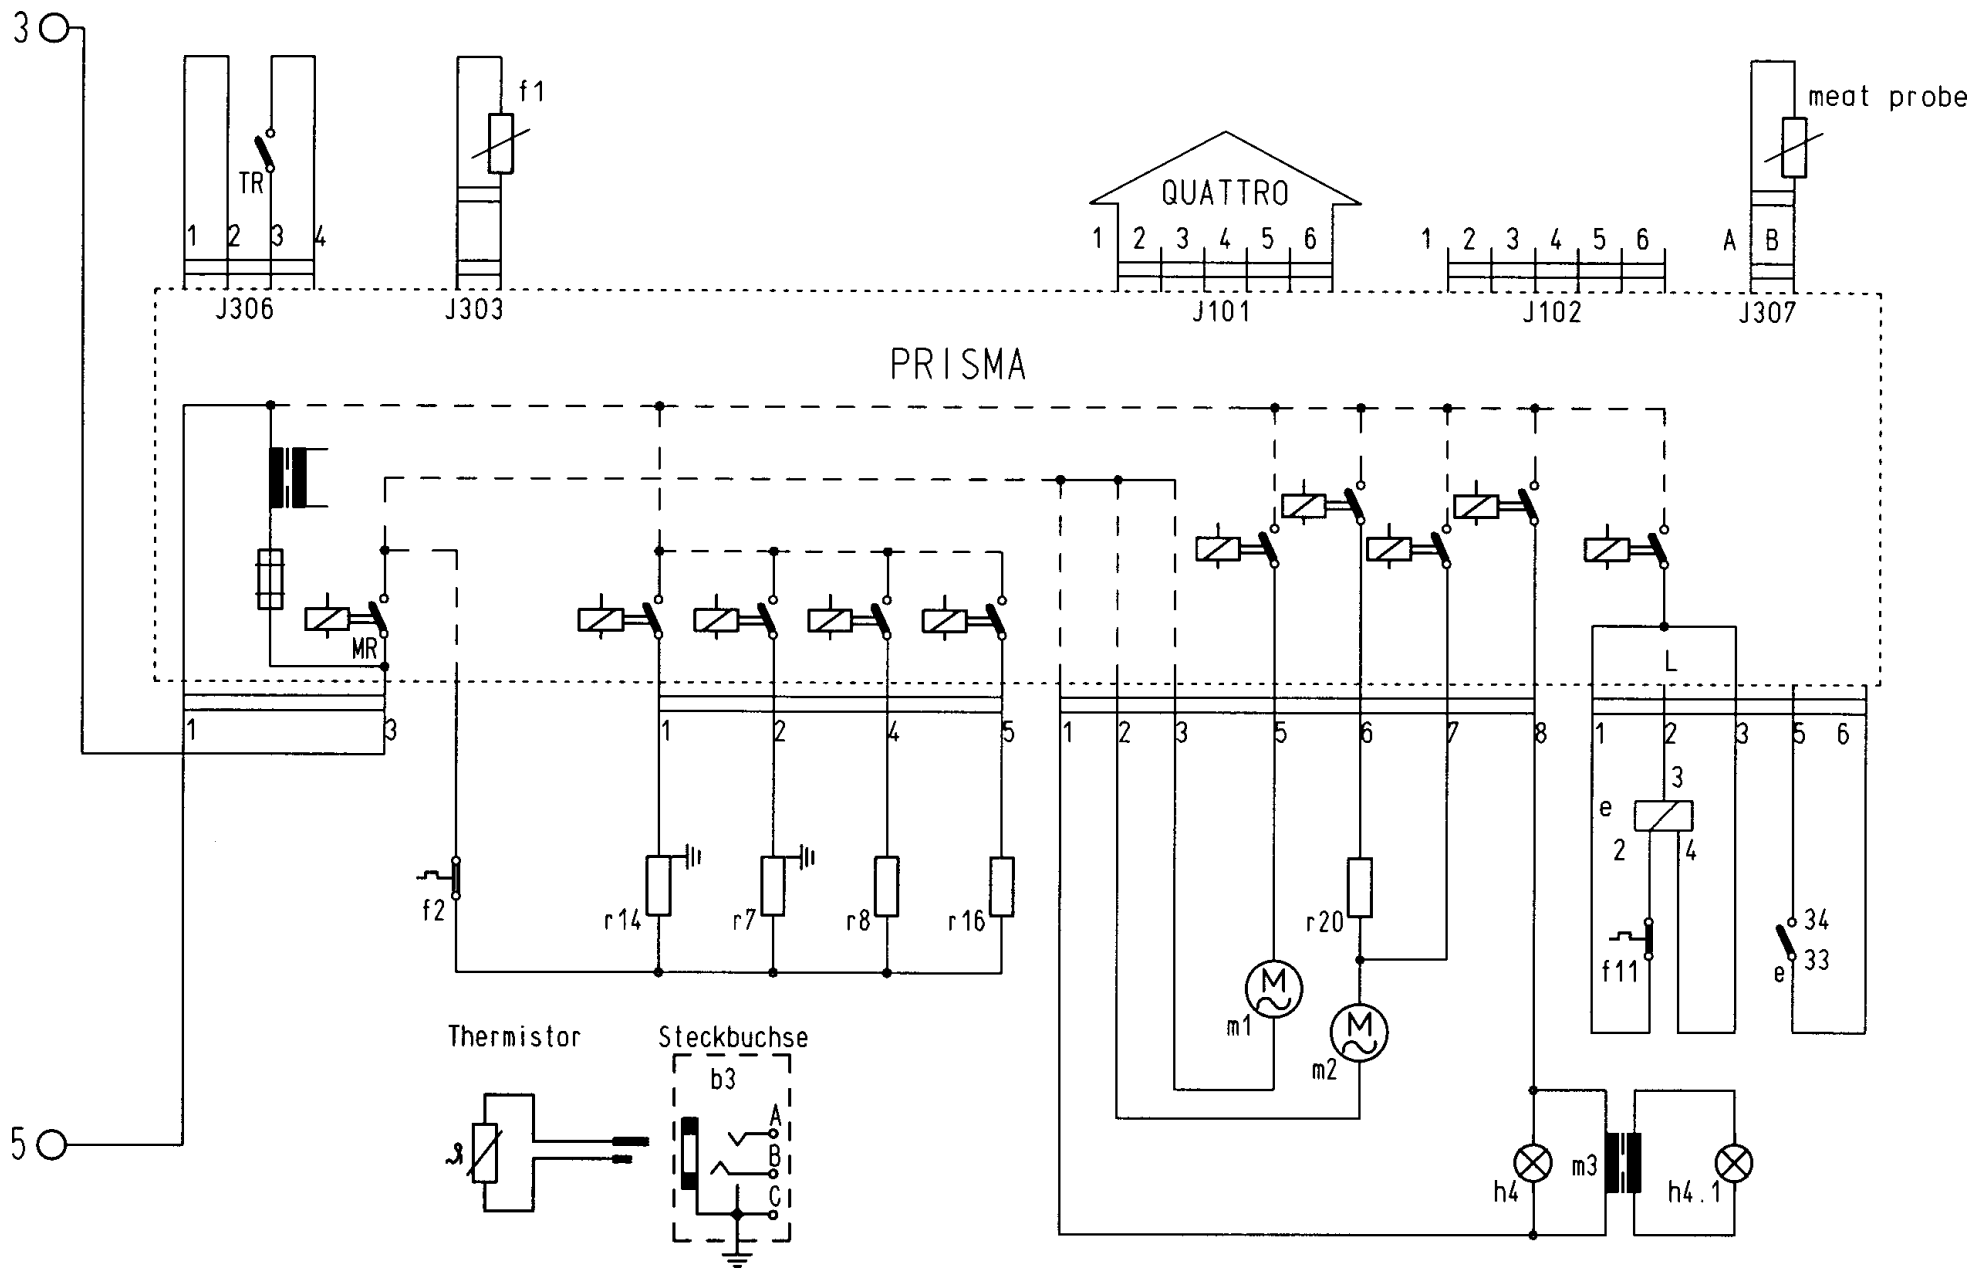 3
f1
meat probe
TR
QUATTRO
1 2 3 4
1 2 3 4 5 6
1 2 3 4 5 6
A B
J306
J303
J101
J102
J307
PRISMA
MR
L
1 3
1 2 4 5
1 2 3 5 6 7 8
1 2 3 5 6
3
e
2 4
f2
r14
r7
r8
r16
r20
34
f11
e 33
M
m1
M
m2
Thermistor
Steckbuchse
b3
A
B
C
5
ϑ
h4
m3
h4.1